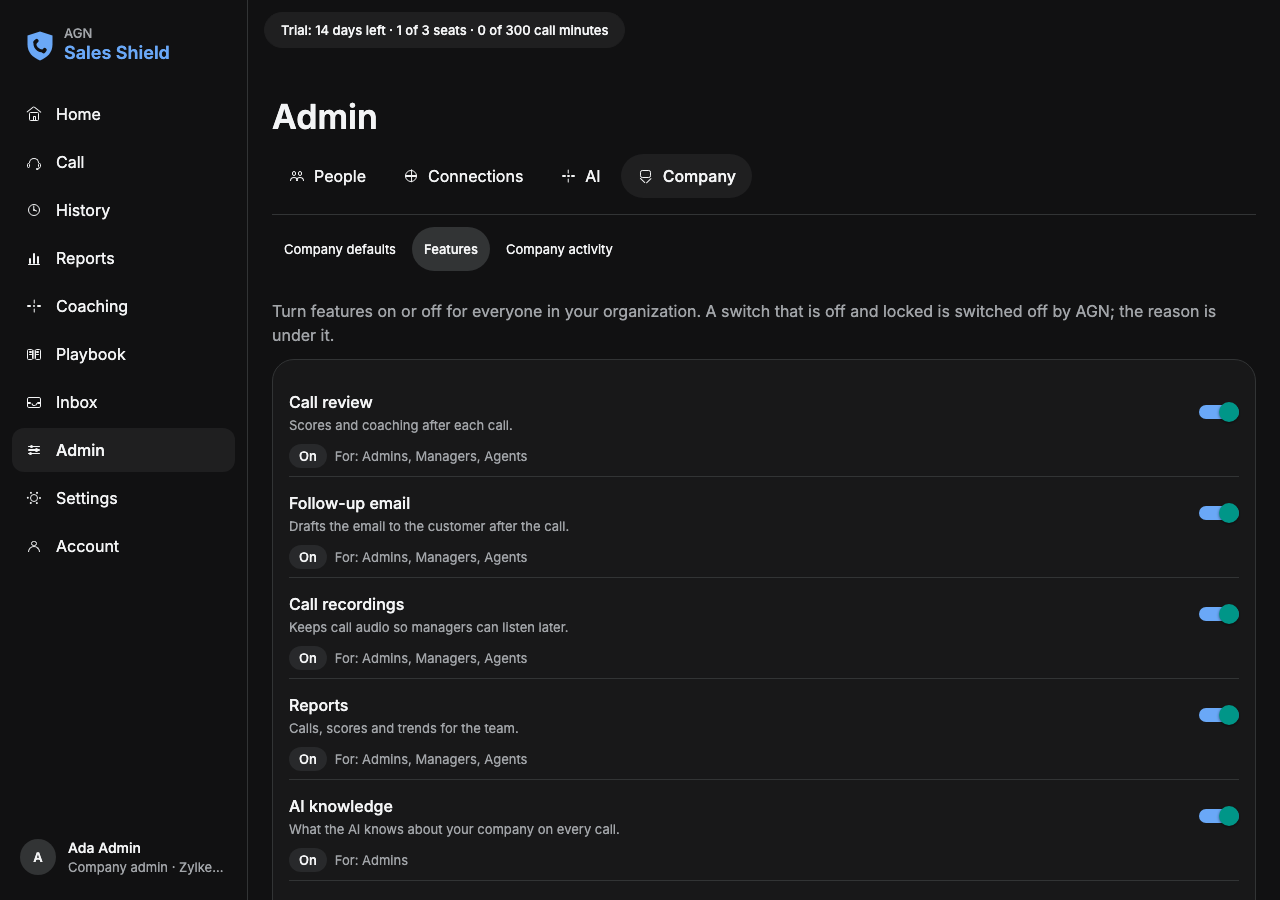 AGN
Sales Shield
Home
Call
History
Reports
Coaching
Playbook
Inbox
Admin
Settings
Account
A
Ada Admin
Company admin · Zylke...
Trial: 14 days left · 1 of 3 seats · 0 of 300 call minutes
Admin
People
Connections
AI
Company
Company defaults
Features
Company activity
Turn features on or off for everyone in your organization. A switch that is off and locked is switched off by AGN; the reason is
under it.
Call review
Scores and coaching after each call.
On For: Admins, Managers, Agents
Follow-up email
Drafts the email to the customer after the call.
On For: Admins, Managers, Agents
Call recordings
Keeps call audio so managers can listen later.
On For: Admins, Managers, Agents
Reports
Calls, scores and trends for the team.
On For: Admins, Managers, Agents
AI knowledge
What the AI knows about your company on every call.
On For: Admins